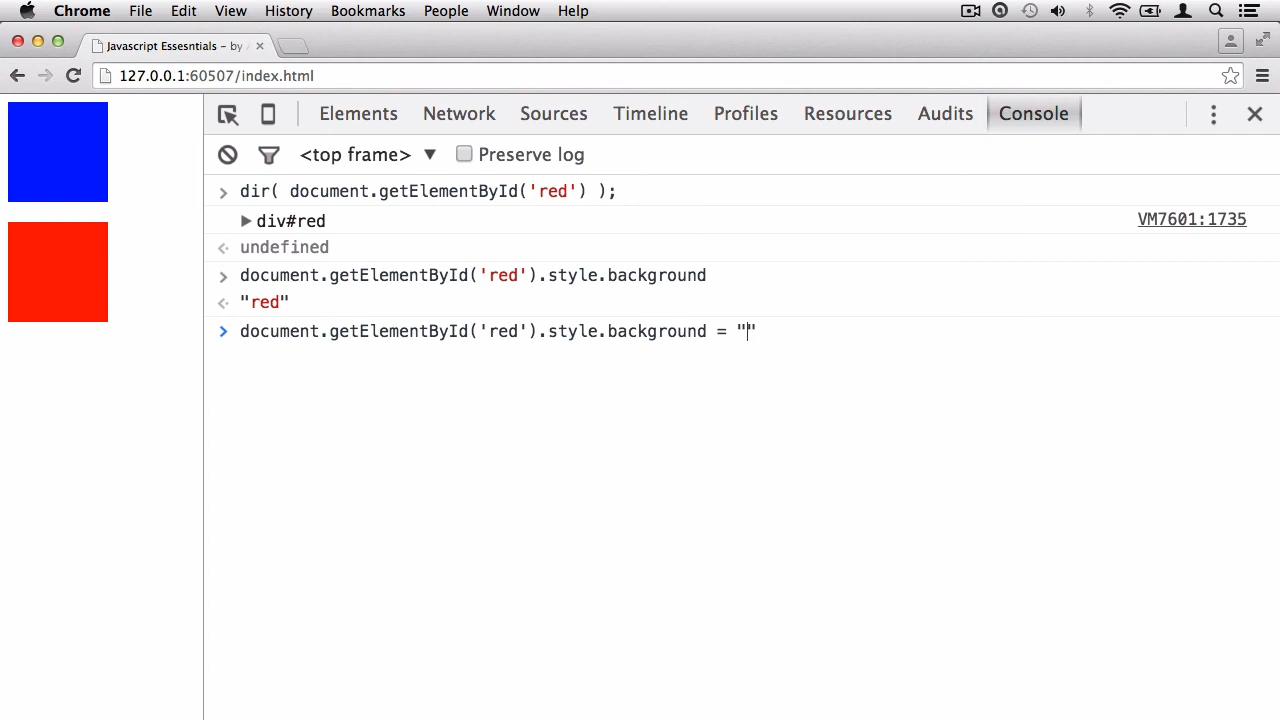 Chrome File Edit View History Bookmarks People Window Help
Javascript Essesntials – by
127.0.0.1:60507/index.html
Elements Network Sources Timeline Profiles Resources Audits Console
<top frame> ▼ Preserve log
> dir( document.getElementById('red') );
▶ div#red VM7601:1735
undefined
> document.getElementById('red').style.background
"red"
> document.getElementById('red').style.background = ""